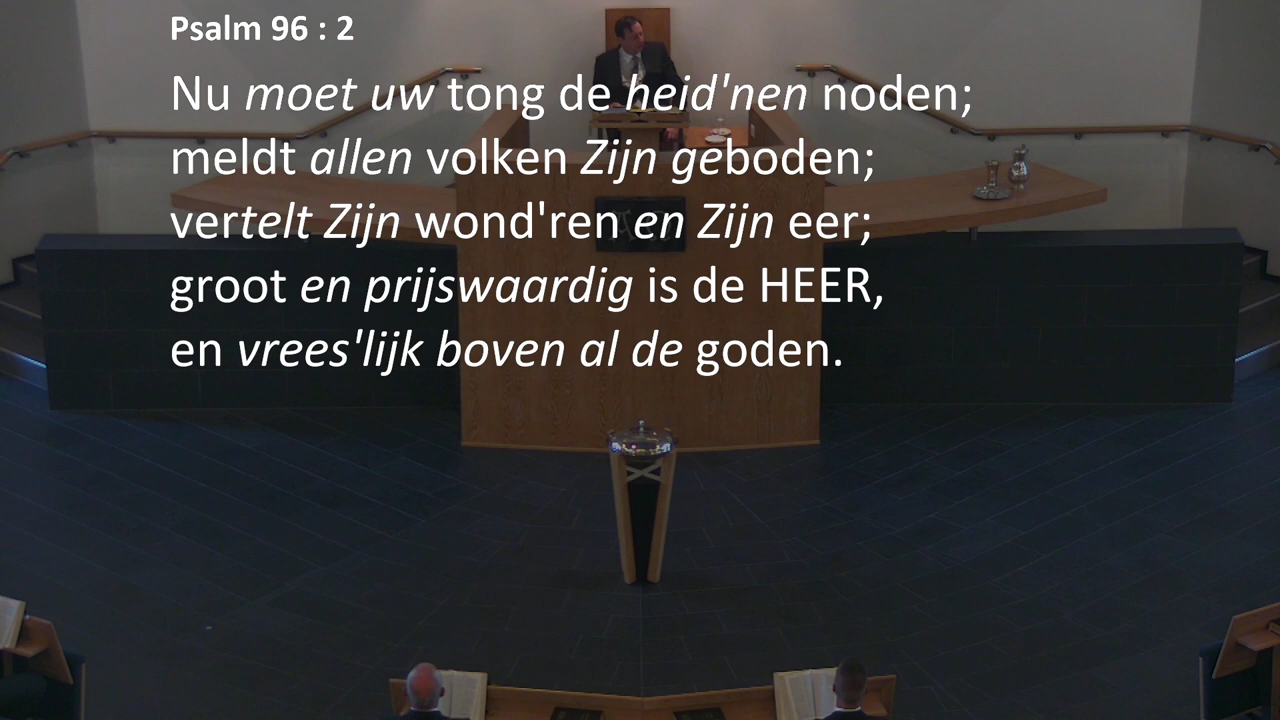 Psalm 96 : 2
Nu moet uw tong de heid'nen noden;
meldt allen volken Zijn geboden;
vertelt Zijn wond'ren en Zijn eer;
groot en prijswaardig is de HEER,
en vrees'lijk boven al de goden.